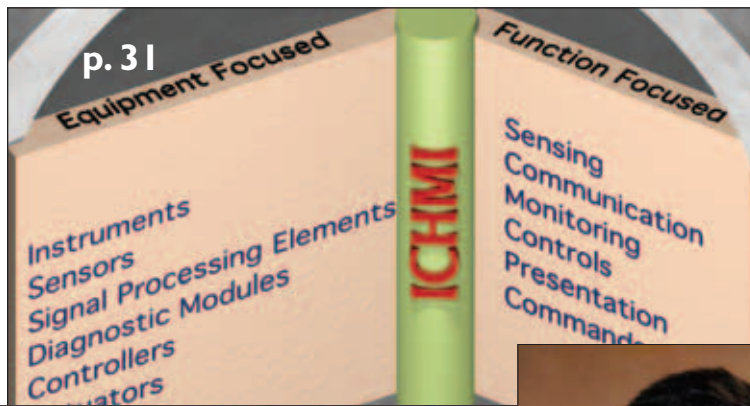 p. 31
Equipment Focused
Instruments
Sensors
Signal Processing Elements
Diagnostic Modules
Controllers
ICHMI
Function Focused
Sensing
Communication
Monitoring
Controls
Presentation